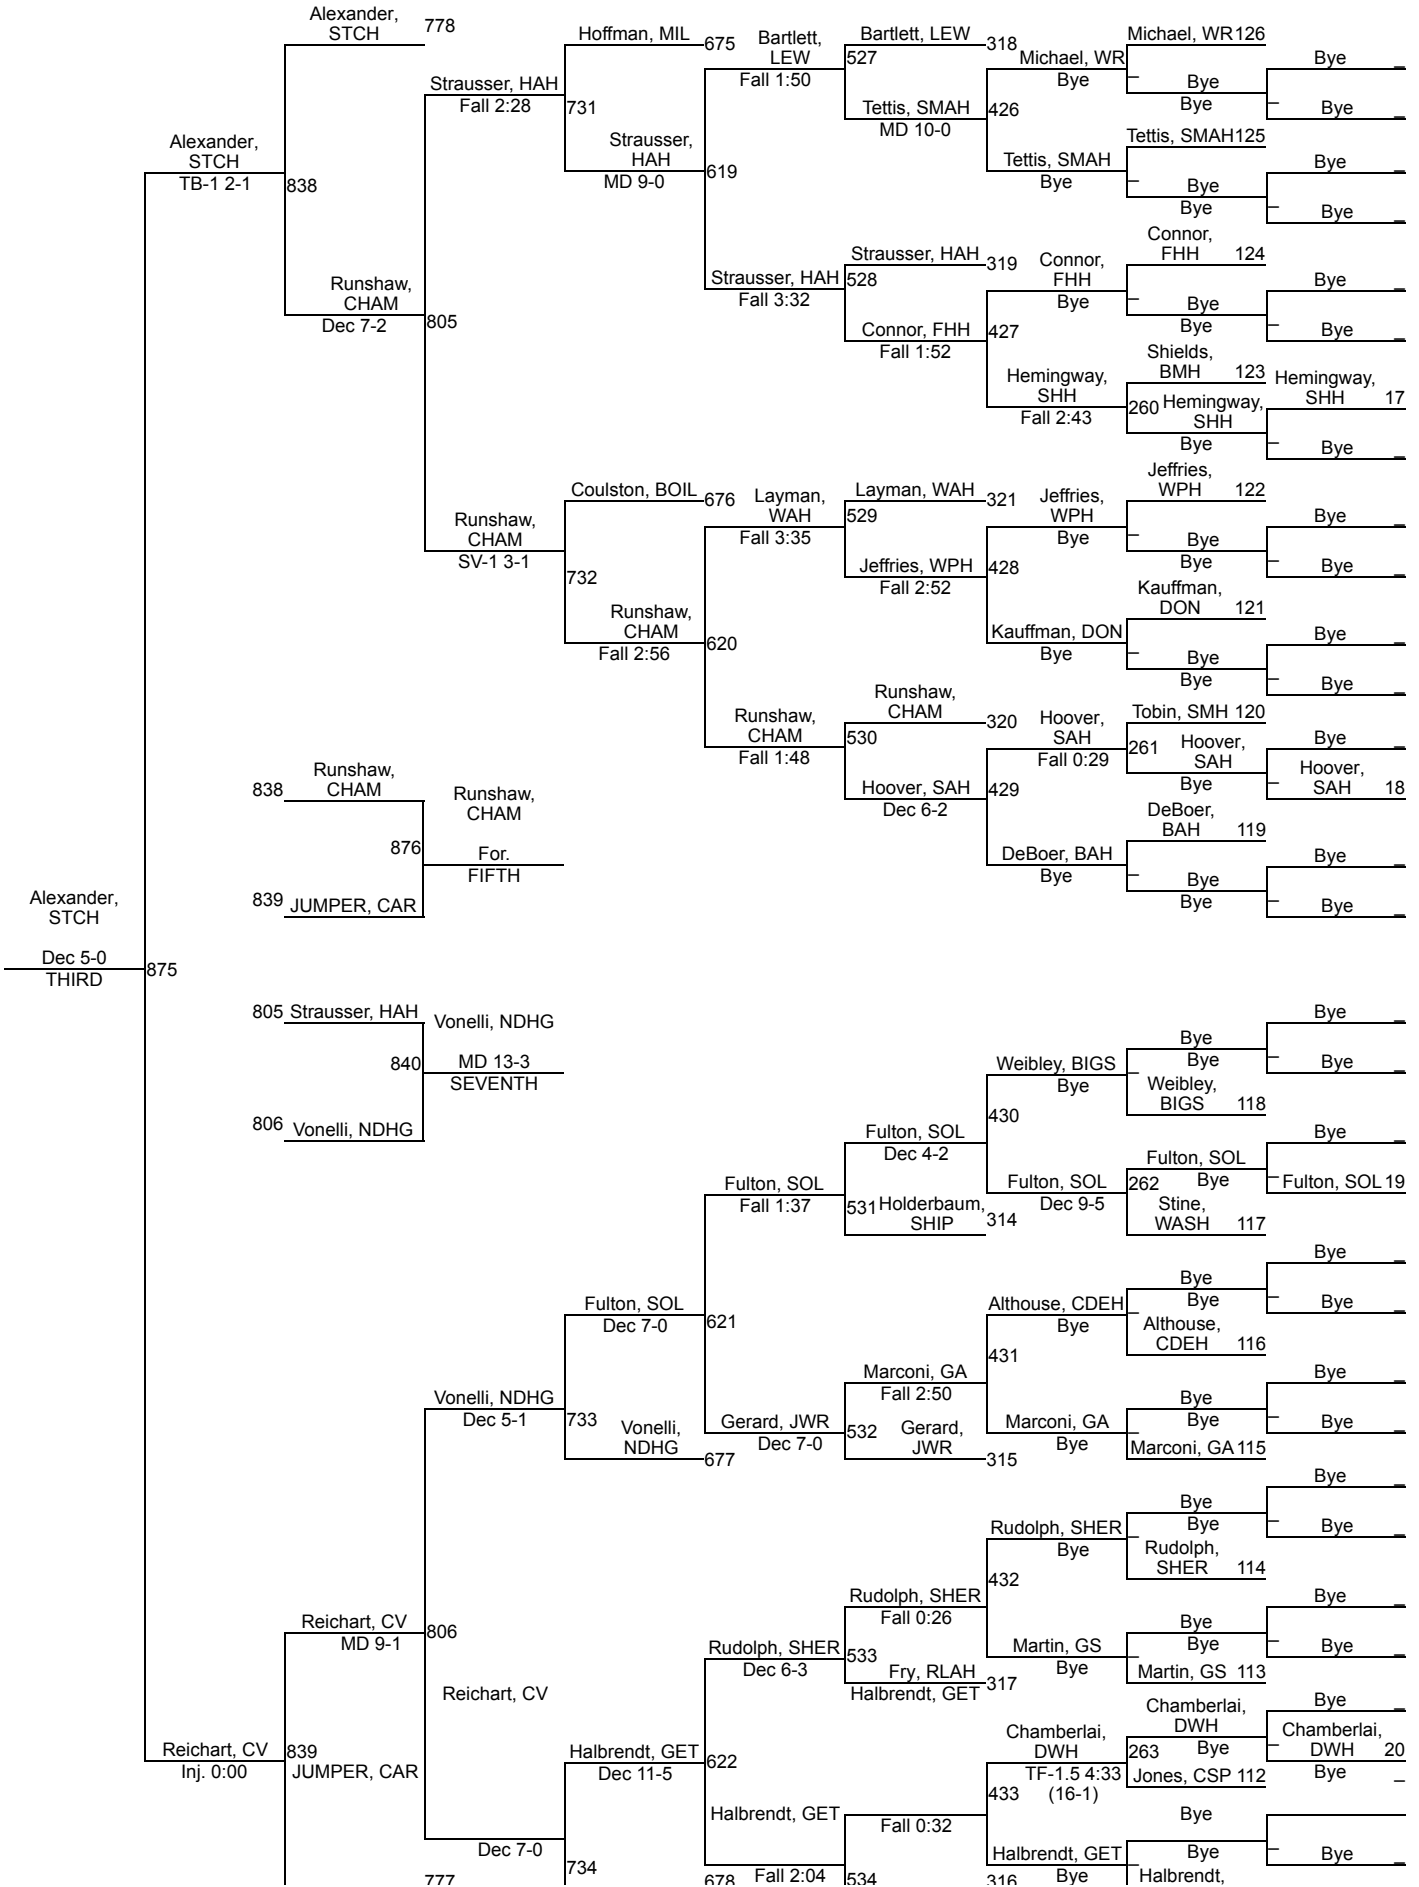 Alexander,
STCH
778
Hoffman, MIL
675
Bartlett,
LEW
Fall 1:50
Bartlett, LEW
318
527
Michael, WR
Bye
Michael, WR126
Bye _
_
Bye
Bye
_
Bye _
Strausser, HAH
Fall 2:28
731
Tettis, SMAH
MD 10-0
426
Alexander,
STCH
TB-1 2-1
838
Strausser,
HAH
MD 9-0
619
Tettis, SMAH
Bye
Tettis, SMAH125
Bye _
_
Bye
Bye
_
Bye _
Runshaw,
CHAM
Dec 7-2
805
Strausser, HAH
Fall 3:32
Strausser, HAH
319
528
Connor,
FHH
Bye
Connor,
FHH 124
Bye _
_
Bye
Bye
_
Bye _
Connor, FHH
Fall 1:52
427
Hemingway,
SHH
Fall 2:43
Shields,
BMH 123
260
Hemingway,
SHH
Bye
Hemingway,
SHH 17
_
Bye _
Coulston, BOIL
676
Layman,
WAH
Fall 3:35
Layman, WAH
321
529
Jeffries,
WPH
Bye
Jeffries,
WPH 122
Bye _
_
Bye
Bye
_
Bye _
Runshaw,
CHAM
SV-1 3-1
732
Jeffries, WPH
Fall 2:52
428
Runshaw,
CHAM
Fall 2:56
620
Kauffman, DON
Bye
Kauffman,
DON 121
Bye _
_
Bye
Bye
_
Bye _
Runshaw,
CHAM
Fall 1:48
Runshaw,
CHAM
320
530
Hoover,
SAH
Fall 0:29
Tobin, SMH 120
261
Hoover,
SAH
Bye
Bye _
_
Hoover,
SAH 18
Hoover, SAH
Dec 6-2
429
DeBoer, BAH
Bye
DeBoer,
BAH 119
Bye _
_
Bye
Bye
_
Bye _
838
Runshaw,
CHAM
Runshaw,
CHAM
876
For.
FIFTH
839 JUMPER, CAR
Alexander,
STCH
Dec 5-0
THIRD
875
805 Strausser, HAH
Vonelli, NDHG
840
MD 13-3
SEVENTH
806 Vonelli, NDHG
Weibley, BIGS
Bye
Bye
Bye
_
Weibley,
BIGS 118
Bye _
_
Bye _
430
Fulton, SOL
Dec 4-2
Fulton, SOL
Fall 1:37
531
Holderbaum,
SHIP
314
Fulton, SOL
Dec 9-5
Fulton, SOL
262
Bye
Stine,
WASH 117
Bye _
_
Fulton, SOL 19
Fulton, SOL
Dec 7-0
621
Althouse, CDEH
Bye
Bye
Bye
_
Althouse,
CDEH 116
Bye _
_
Bye _
431
Marconi, GA
Fall 2:50
Vonelli, NDHG
Dec 5-1
733
Vonelli,
NDHG
677
Gerard, JWR
Dec 7-0
532
Gerard,
JWR
315
Marconi, GA
Bye
Bye
Bye
_
Marconi, GA 115
Bye _
_
Bye _
Rudolph, SHER
Bye
Bye
Bye
_
Rudolph,
SHER 114
Bye _
_
Bye _
432
Rudolph, SHER
Fall 0:26
Reichart, CV
MD 9-1
806
Rudolph, SHER
Dec 6-3
533
Fry, RLAH
317
Halbrendt, GET
Martin, GS
Bye
Bye
Bye
_
Martin, GS 113
Bye _
_
Bye _
Reichart, CV
Reichart, CV
Inj. 0:00
839
JUMPER, CAR
Halbrendt, GET
Dec 11-5
622
Chamberlai,
DWH
TF-1.5 4:33
(16-1)
Chamberlai,
DWH
263
Bye
Jones, CSP 112
Bye _
_
Chamberlai,
DWH 20
Bye _
433
Bye
Halbrendt, GET
Fall 0:32
Dec 7-0
734
777
678
Fall 2:04
534
316
Halbrendt, GET
Bye
Bye
_
Halbrendt,
Bye _